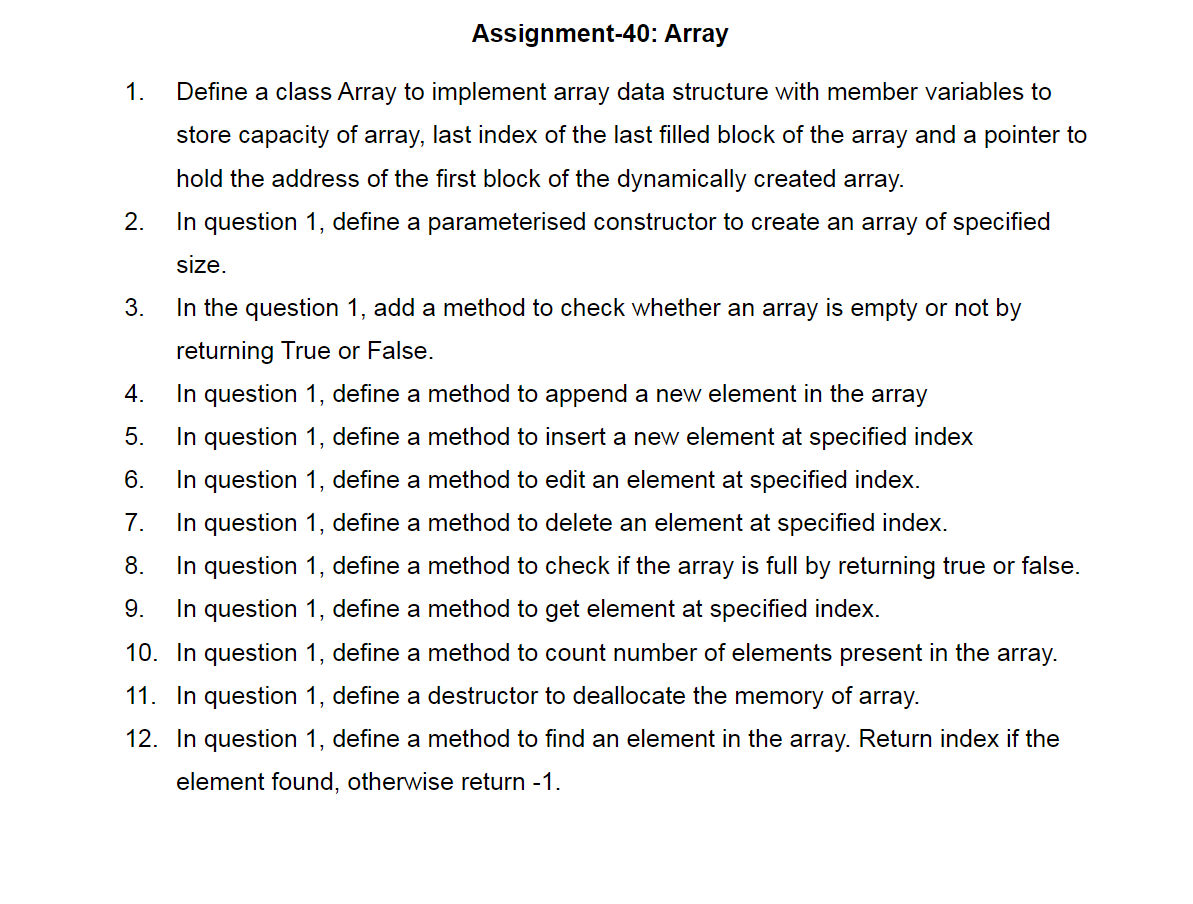 Assignment-40: Array
1. Define a class Array to implement array data structure with member variables to
store capacity of array, last index of the last filled block of the array and a pointer to
hold the address of the first block of the dynamically created array.
2. In question 1, define a parameterised constructor to create an array of specified
size.
3. In the question 1, add a method to check whether an array is empty or not by
returning True or False.
4. In question 1, define a method to append a new element in the array
5. In question 1, define a method to insert a new element at specified index
6. In question 1, define a method to edit an element at specified index.
7. In question 1, define a method to delete an element at specified index.
8. In question 1, define a method to check if the array is full by returning true or false.
9. In question 1, define a method to get element at specified index.
10. In question 1, define a method to count number of elements present in the array.
11. In question 1, define a destructor to deallocate the memory of array.
12. In question 1, define a method to find an element in the array. Return index if the
element found, otherwise return -1.